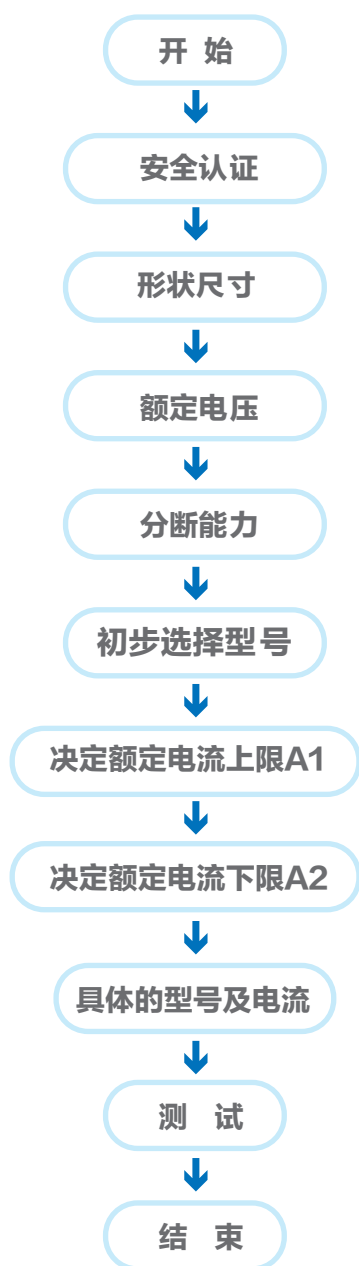 开 始
安全认证
形状尺寸
额定电压
分断能力
初步选择型号
决定额定电流上限A1
决定额定电流下限A2
具体的型号及电流
测 试
结 束